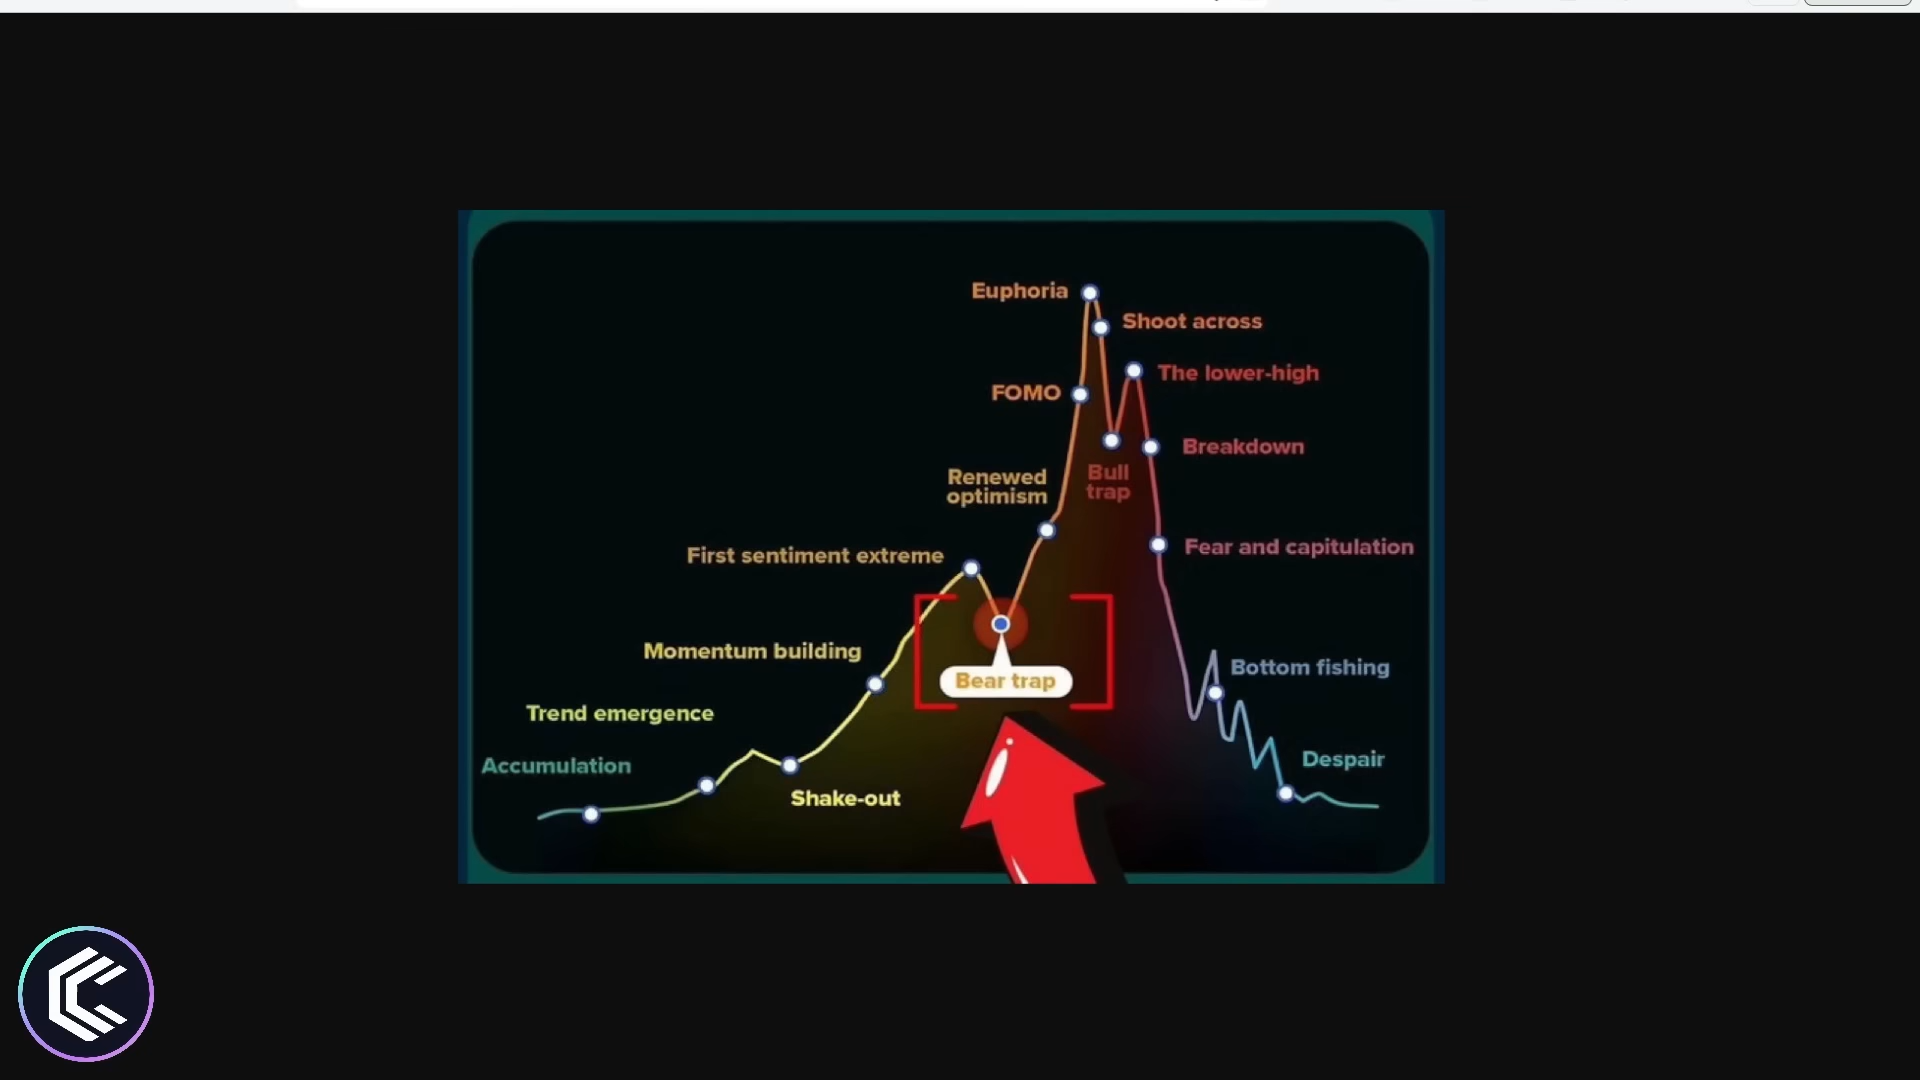 Euphoria
Shoot across
The lower-high
FOMO
Breakdown
Renewed
optimism
Bull
trap
First sentiment extreme
Fear and capitulation
Momentum building
Bear trap
Bottom fishing
Trend emergence
Accumulation
Despair
Shake-out